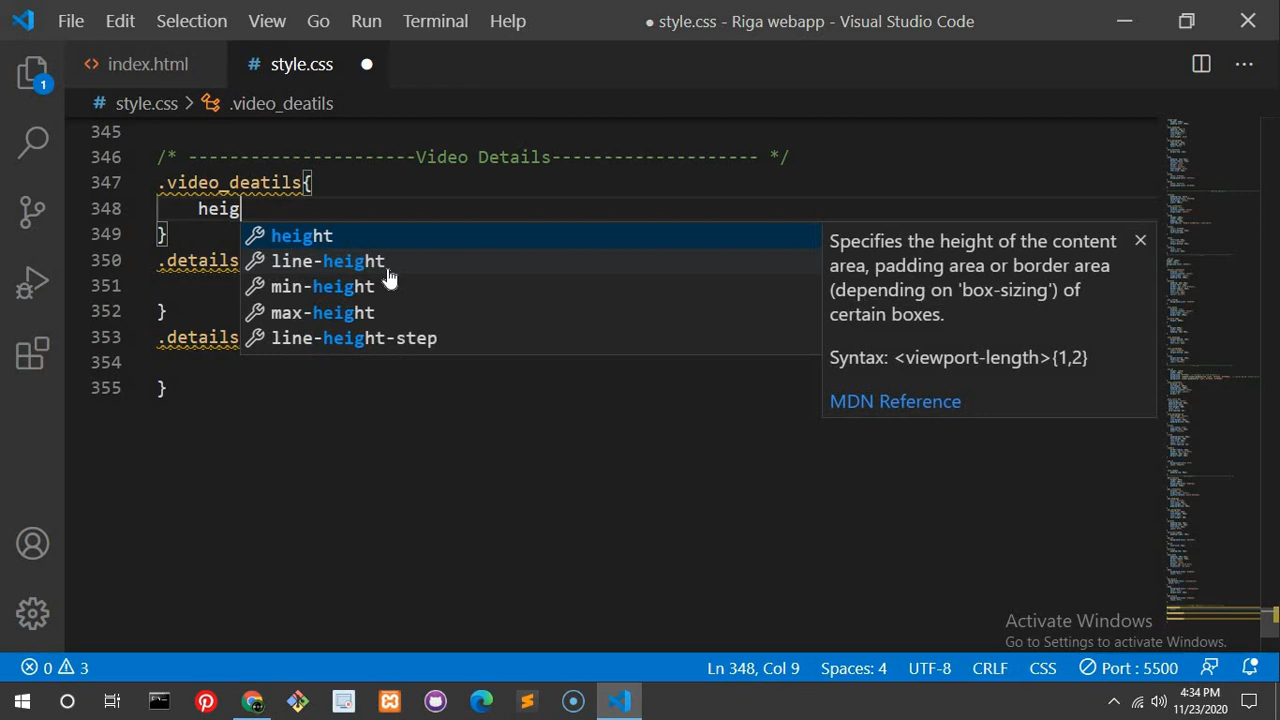 File Edit Selection View Go Run Terminal Help ● style.css - Riga webapp - Visual Studio Code
index.html # style.css
# style.css > .video_deatils
345
346 /* ----------------------Video Details-------------------- */
347 .video_deatils{
348 heig
349 }
350 .details
351
352 }
353 .details
354
355 }
height
line-height
min-height
max-height
line-height-step
Specifies the height of the content
area, padding area or border area
(depending on 'box-sizing') of
certain boxes.
Syntax: <viewport-length>{1,2}
MDN Reference
1
Activate Windows
Go to Settings to activate Windows.
0 3 Ln 348, Col 9 Spaces: 4 UTF-8 CRLF CSS Port : 5500
4:34 PM
11/23/2020